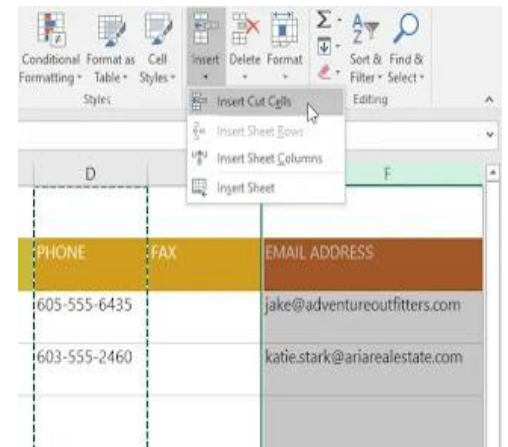 Conditional Format as Cell Insert Delete Format Sort & Find &
Formatting Table Styles Filter Select
Styles Editing
Insert Cut Cells
Insert Sheet Rows
Insert Sheet Columns
Insert Sheet
D F
PHONE FAX EMAIL ADDRESS
605-555-6435 jake@adventureoutfitters.com
603-555-2460 katie.stark@ariarealestate.com